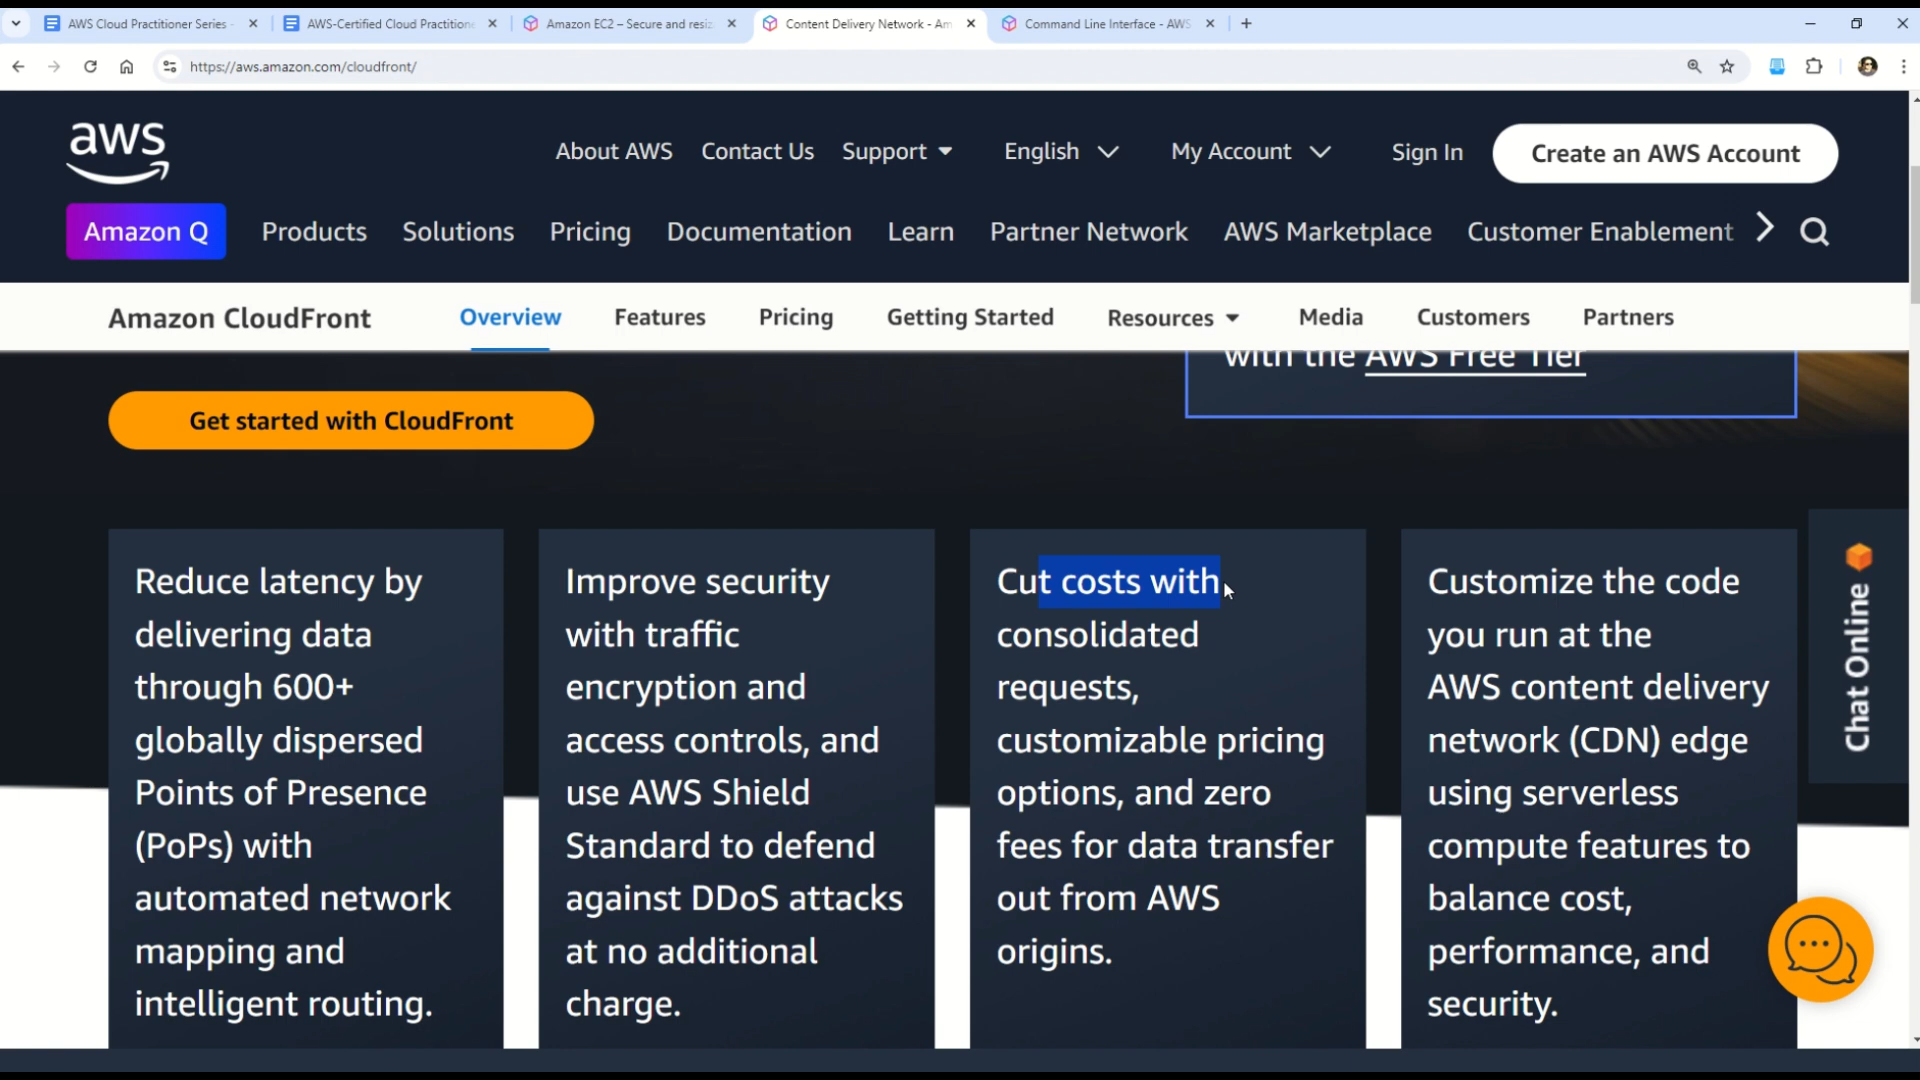 AWS Cloud Practitioner Series -
AWS-Certified Cloud Practitione
Amazon EC2 – Secure and resiz
Content Delivery Network - Am
Command Line Interface - AWS
https://aws.amazon.com/cloudfront/
aws
About AWS Contact Us Support English My Account Sign In Create an AWS Account
Amazon Q Products Solutions Pricing Documentation Learn Partner Network AWS Marketplace Customer Enablement
Amazon CloudFront Overview Features Pricing Getting Started Resources Media Customers Partners
with the AWS Free Tier
Get started with CloudFront
Reduce latency by
delivering data
through 600+
globally dispersed
Points of Presence
(PoPs) with
automated network
mapping and
intelligent routing.
Improve security
with traffic
encryption and
access controls, and
use AWS Shield
Standard to defend
against DDoS attacks
at no additional
charge.
Cut costs with
consolidated
requests,
customizable pricing
options, and zero
fees for data transfer
out from AWS
origins.
Customize the code
you run at the
AWS content delivery
network (CDN) edge
using serverless
compute features to
balance cost,
performance, and
security.
Chat Online